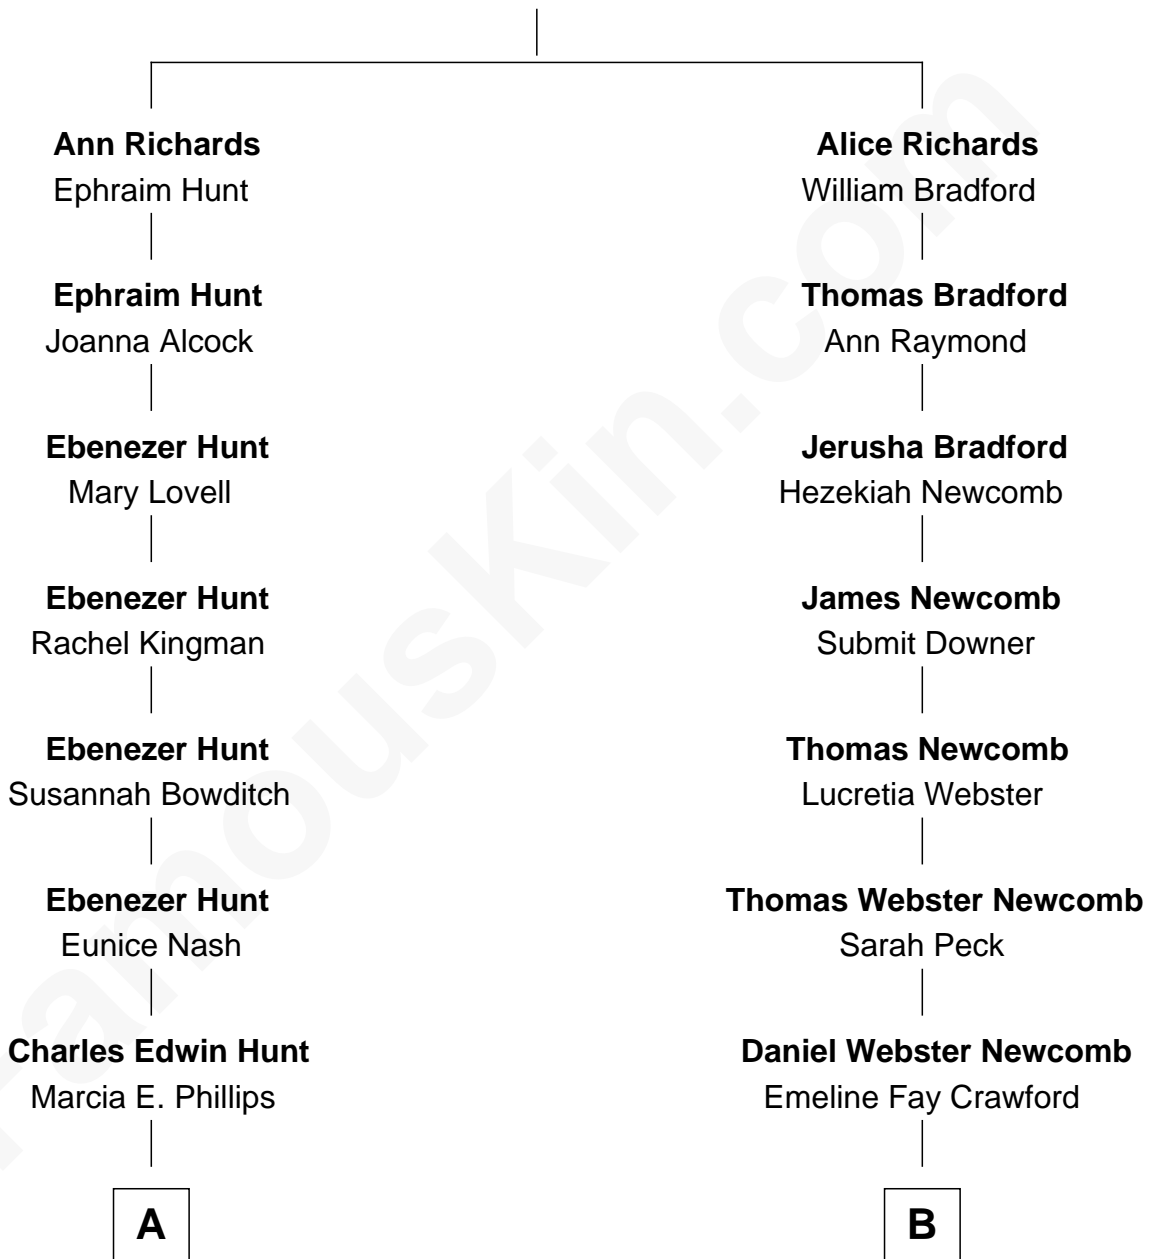 Ann Richards
Ephraim Hunt
Ephraim Hunt
Joanna Alcock
Ebenezer Hunt
Mary Lovell
Ebenezer Hunt
Rachel Kingman
Ebenezer Hunt
Susannah Bowditch
Ebenezer Hunt
Eunice Nash
Charles Edwin Hunt
Marcia E. Phillips
A
Alice Richards
William Bradford
Thomas Bradford
Ann Raymond
Jerusha Bradford
Hezekiah Newcomb
James Newcomb
Submit Downer
Thomas Newcomb
Lucretia Webster
Thomas Webster Newcomb
Sarah Peck
Daniel Webster Newcomb
Emeline Fay Crawford
B
FamousKin.com